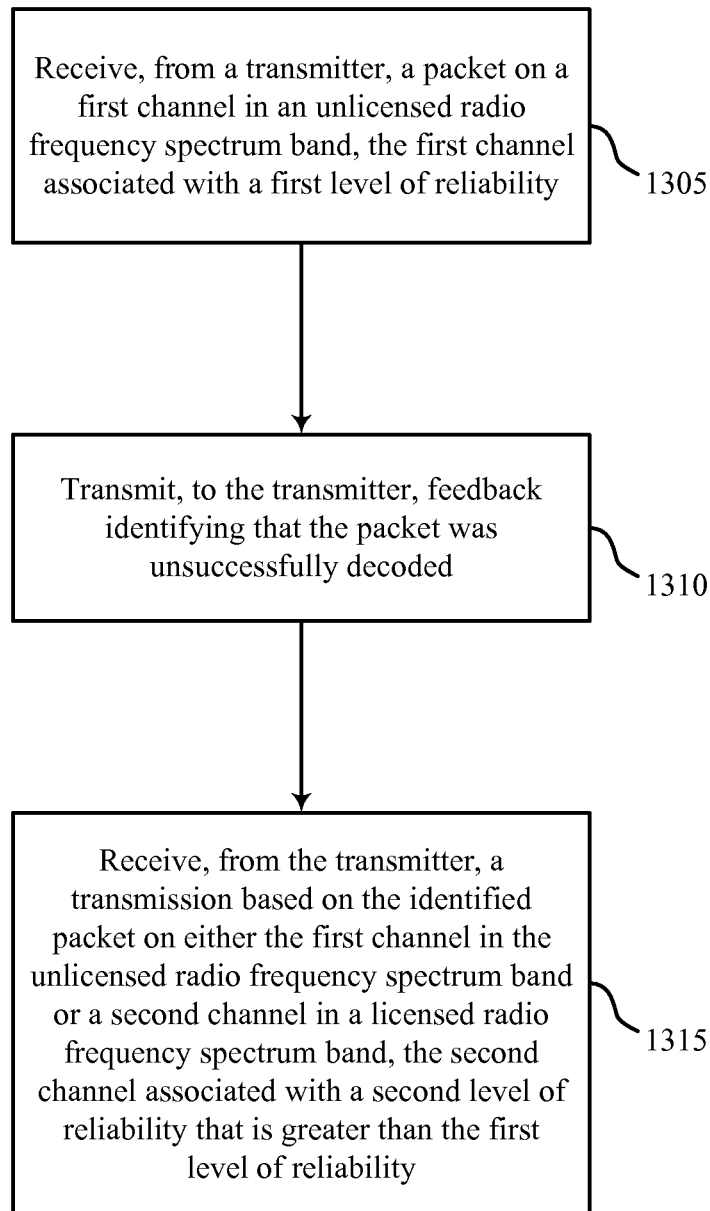 Receive, from a transmitter, a packet on a
first channel in an unlicensed radio
frequency spectrum band, the first channel
associated with a first level of reliability
1305
Transmit, to the transmitter, feedback
identifying that the packet was
unsuccessfully decoded
1310
Receive, from the transmitter, a
transmission based on the identified
packet on either the first channel in the
unlicensed radio frequency spectrum band
or a second channel in a licensed radio
frequency spectrum band, the second
channel associated with a second level of
reliability that is greater than the first
level of reliability
1315